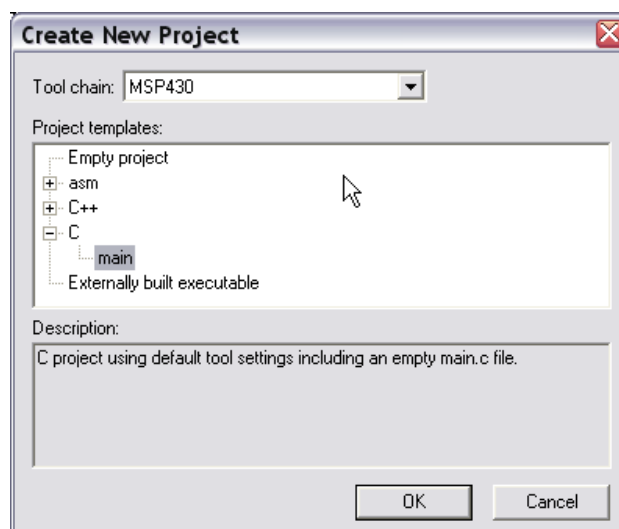 Create New Project
Tool chain: MSP430
Project templates:
Empty project
asm
C++
C
main
Externally built executable
Description:
C project using default tool settings including an empty main.c file.
OK Cancel